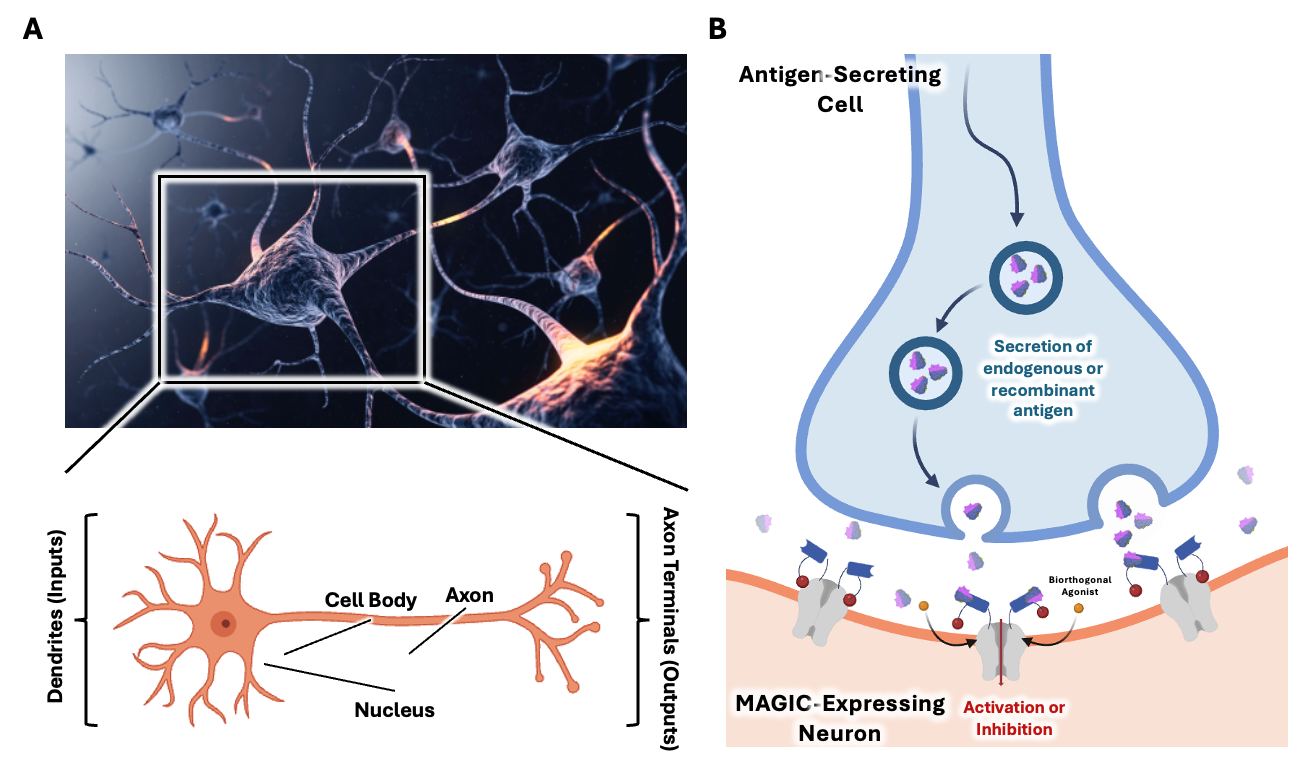 A
Dendrites (Inputs)
Cell Body
Axon
Nucleus
Axon Terminals (Outputs)
B
Antigen-Secreting
Cell
Secretion of
endogenous or
recombinant
antigen
Biorthogonal
Agonist
MAGIC-Expressing
Neuron
Activation or
Inhibition